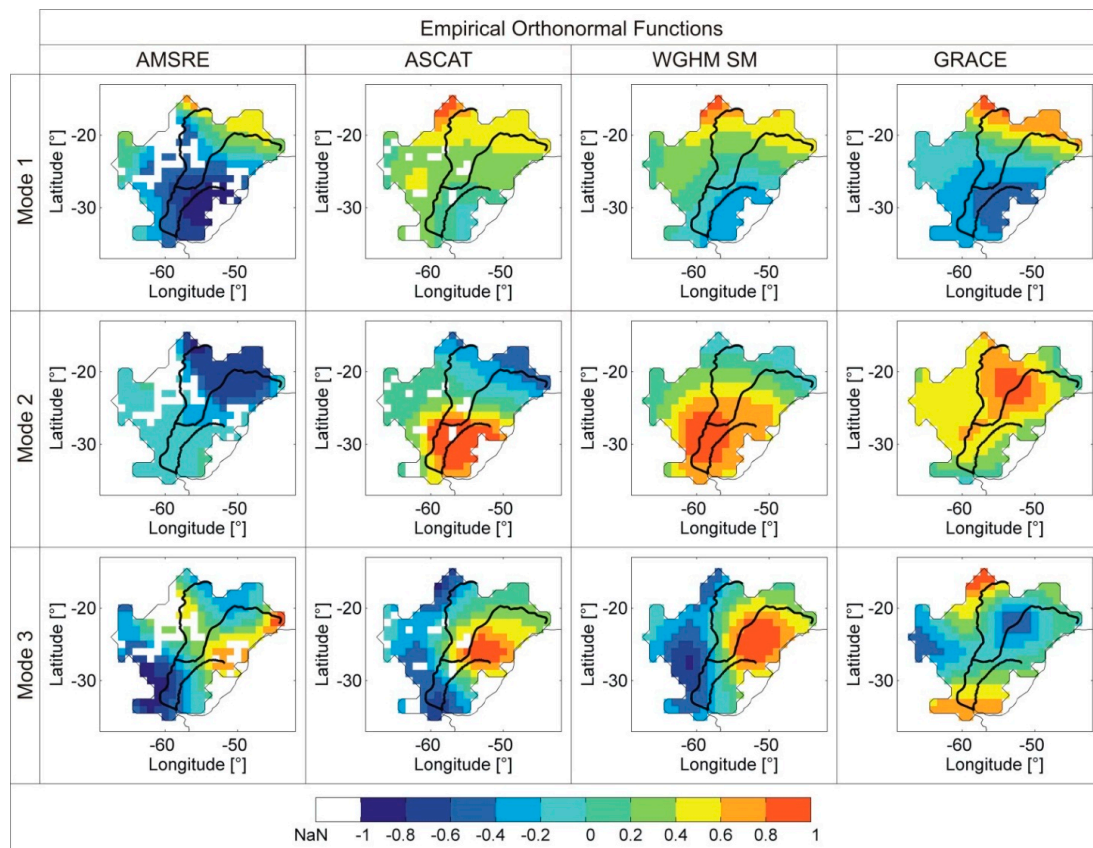 Empirical Orthonormal Functions
AMSRE ASCAT WGHM SM GRACE
Mode 1
Latitude [°] Latitude [°] Latitude [°] Latitude [°]
-20 -20 -20 -20
-30 -30 -30 -30
-60 -50 -60 -50 -60 -50 -60 -50
Longitude [°] Longitude [°] Longitude [°] Longitude [°]
Mode 2
Latitude [°] Latitude [°] Latitude [°] Latitude [°]
-20 -20 -20 -20
-30 -30 -30 -30
-60 -50 -60 -50 -60 -50 -60 -50
Longitude [°] Longitude [°] Longitude [°] Longitude [°]
Mode 3
Latitude [°] Latitude [°] Latitude [°] Latitude [°]
-20 -20 -20 -20
-30 -30 -30 -30
-60 -50 -60 -50 -60 -50 -60 -50
Longitude [°] Longitude [°] Longitude [°] Longitude [°]
NaN -1 -0.8 -0.6 -0.4 -0.2 0 0.2 0.4 0.6 0.8 1